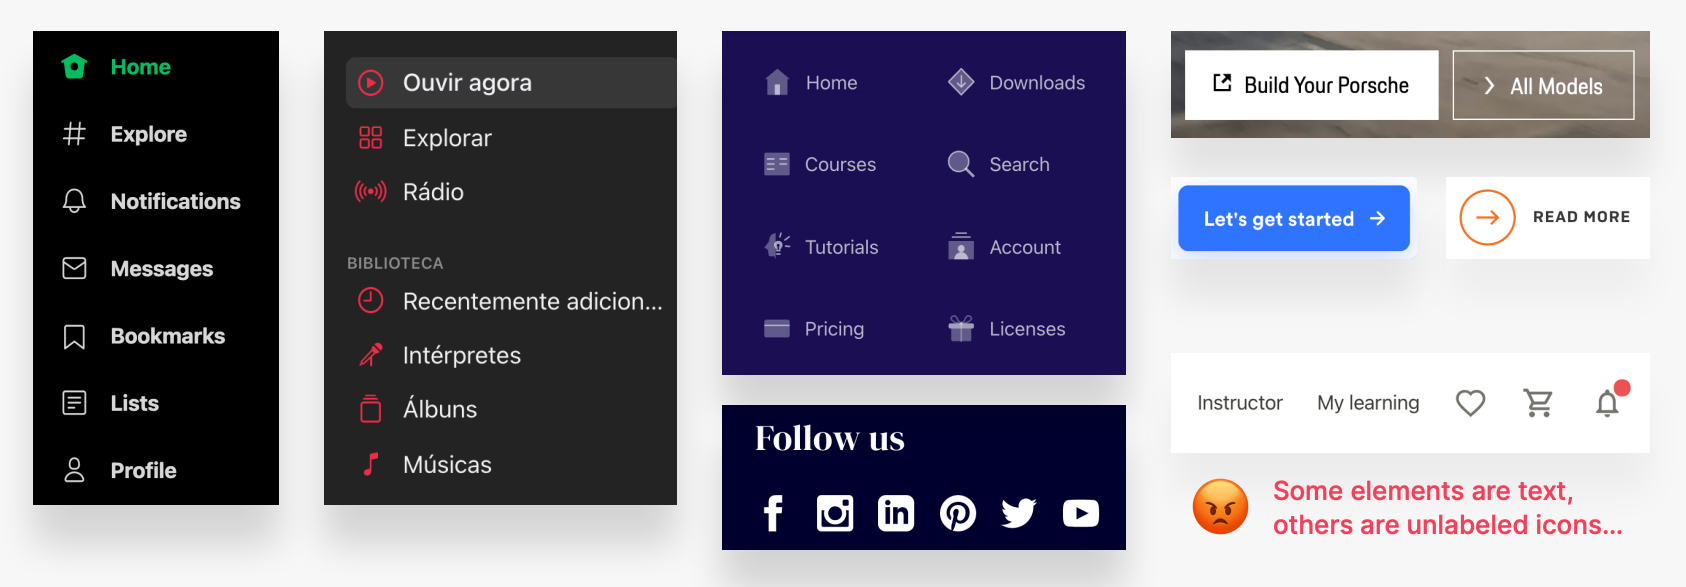 Home
Explore
Notifications
Messages
Bookmarks
Lists
Profile
Ouvir agora
Explorar
Rádio
BIBLIOTECA
Recentemente adicion...
Intérpretes
Álbuns
Músicas
Home
Downloads
Courses
Search
Tutorials
Account
Pricing
Licenses
Follow us
Build Your Porsche
All Models
Let's get started
READ MORE
Instructor
My learning
Some elements are text,
others are unlabeled icons...